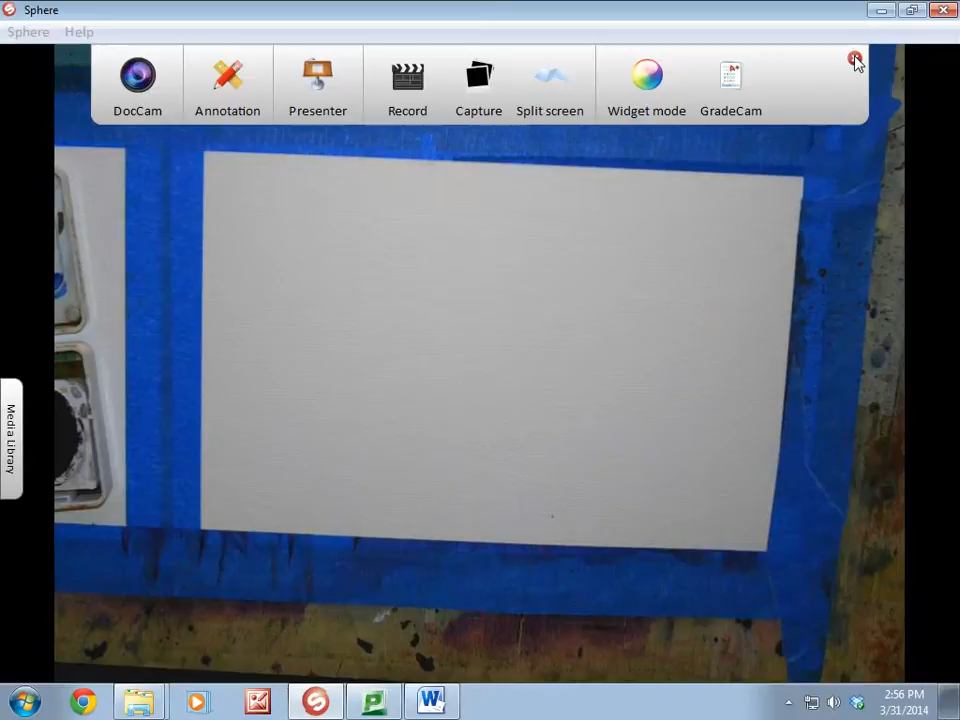 Sphere
Sphere Help
DocCam Annotation Presenter Record Capture Split screen Widget mode GradeCam
Media Library
2:56 PM
3/31/2014